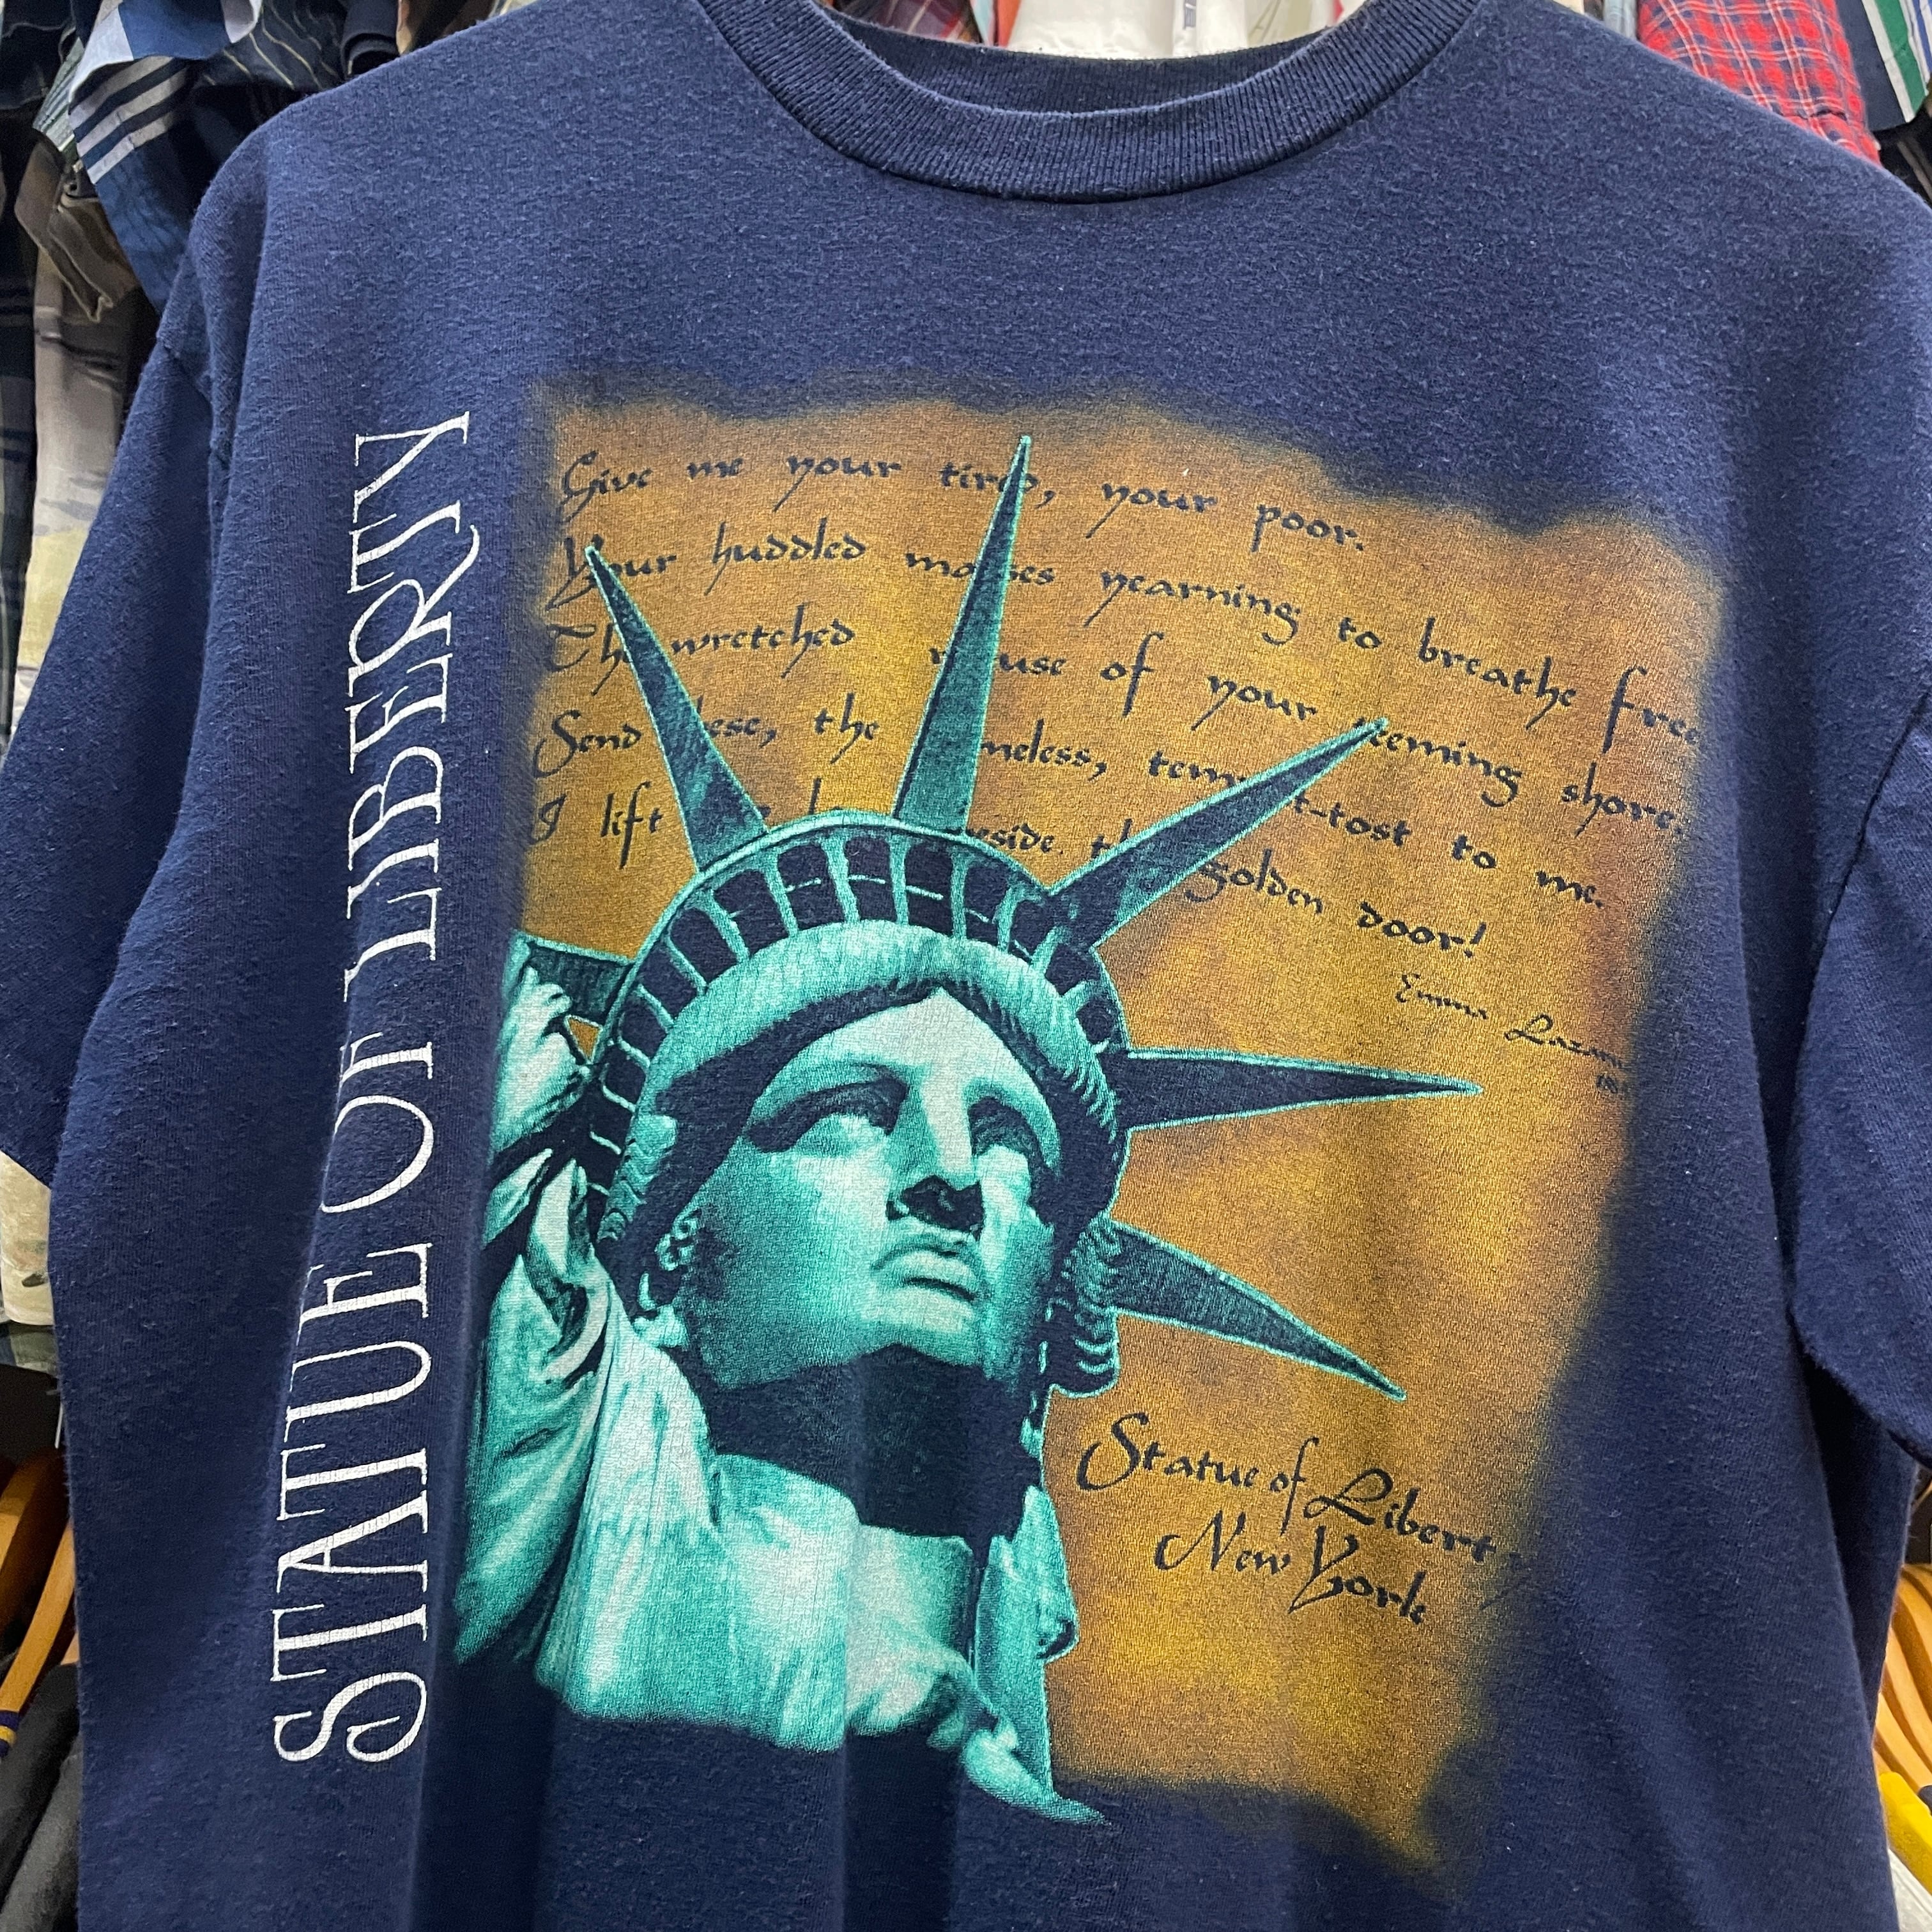 STATUE OF LIBERTY
Give me your tired, your poor.
Your huddled masses yearning to breathe free
The wretched refuse of your teeming shore.
Send these, the homeless, tempest-tost to me.
I lift beside the golden door!
Emma Lazarus
Statue of Liberty
New York